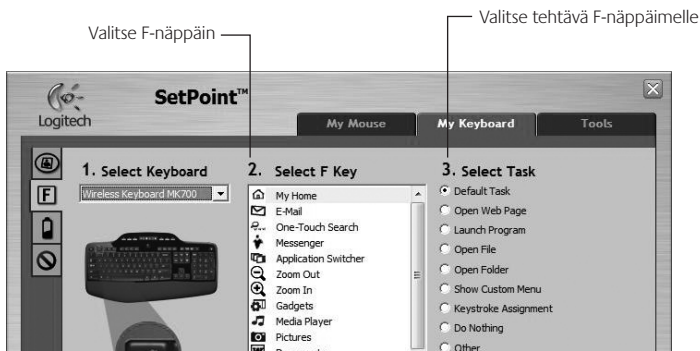 Valitse F-näppäin
Valitse tehtävä F-näppäimelle
Logitech
SetPoint™
My Mouse
My Keyboard
Tools
1. Select Keyboard
Wireless Keyboard MK700
2. Select F Key
My Home
E-Mail
One-Touch Search
Messenger
Application Switcher
Zoom Out
Zoom In
Gadgets
Media Player
Pictures
3. Select Task
Default Task
Open Web Page
Launch Program
Open File
Open Folder
Show Custom Menu
Keystroke Assignment
Do Nothing
Other